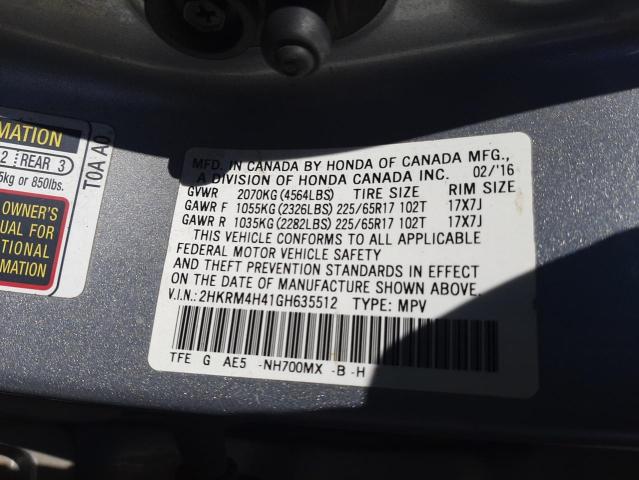 MATION
2 REAR 3
5kg or 850lbs.
OWNER'S
UAL FOR
TIONAL
MATION
T0A A0
MFD. IN CANADA BY HONDA OF CANADA MFG.,
A DIVISION OF HONDA CANADA INC. 02/'16
GVWR 2070KG (4564LBS) TIRE SIZE RIM SIZE
GAWR F 1055KG (2326LBS) 225/65R17 102T 17X7J
GAWR R 1035KG (2282LBS) 225/65R17 102T 17X7J
THIS VEHICLE CONFORMS TO ALL APPLICABLE
FEDERAL MOTOR VEHICLE SAFETY
AND THEFT PREVENTION STANDARDS IN EFFECT
ON THE DATE OF MANUFACTURE SHOWN ABOVE.
V.I.N.: 2HKRM4H41GH635512 TYPE: MPV
TFE G AE5 -NH700MX -B -H